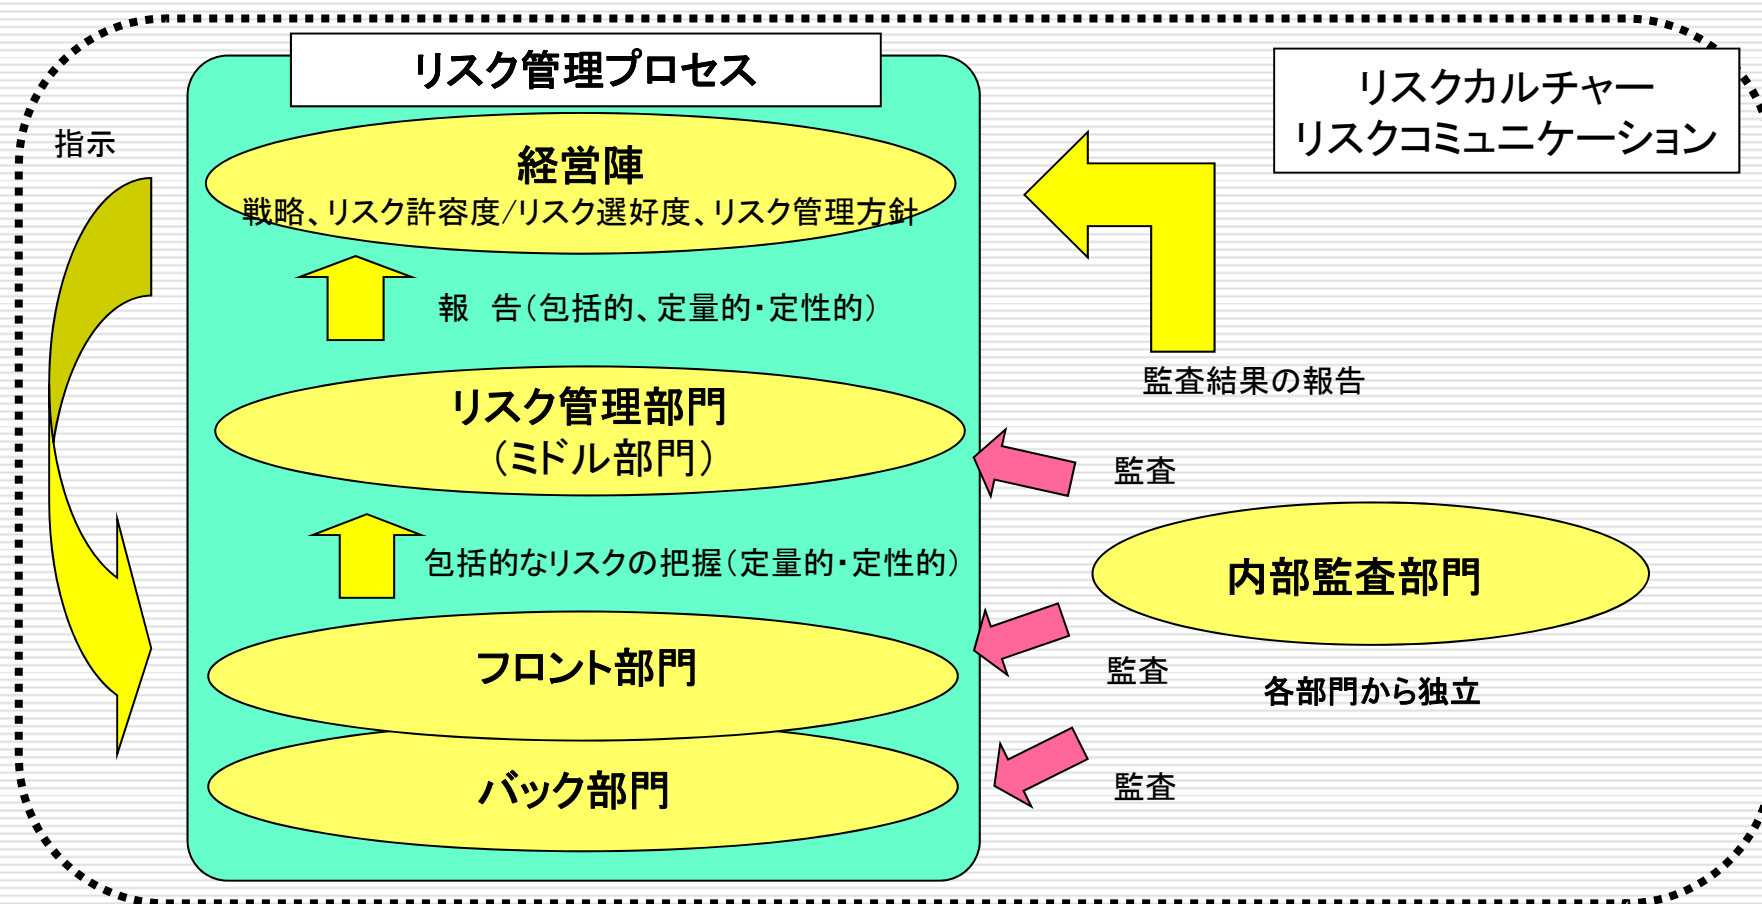 リスク管理プロセス
リスクカルチャー
リスクコミュニケーション
指示
経営陣
戦略、リスク許容度/リスク選好度、リスク管理方針
報　告(包括的、定量的・定性的)
監査結果の報告
リスク管理部門
(ミドル部門)
監査
包括的なリスクの把握(定量的・定性的)
内部監査部門
フロント部門
監査
各部門から独立
バック部門
監査